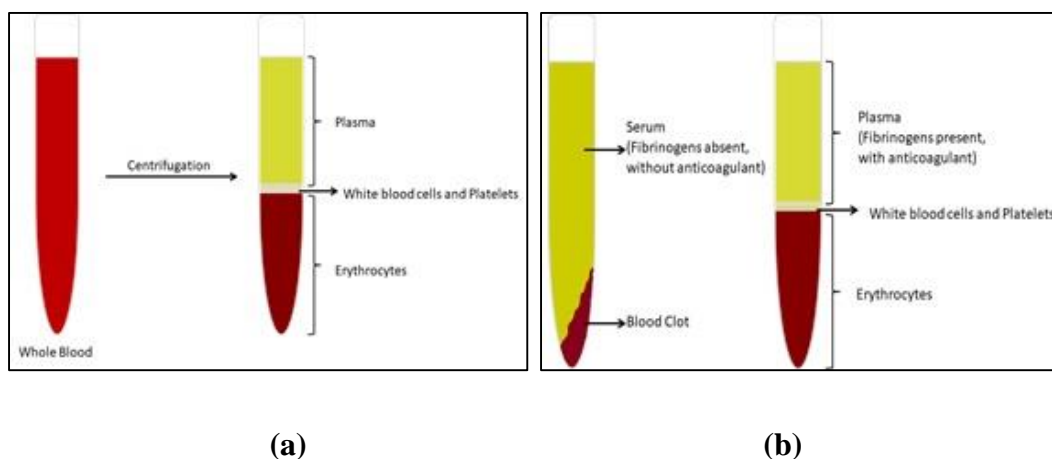 Centrifugation
Plasma
White blood cells and Platelets
Erythrocytes
Whole Blood
Serum
(Fibrinogens absent,
without anticoagulant)
Blood Clot
Plasma
(Fibrinogens present,
with anticoagulant)
White blood cells and Platelets
Erythrocytes
(a)
(b)